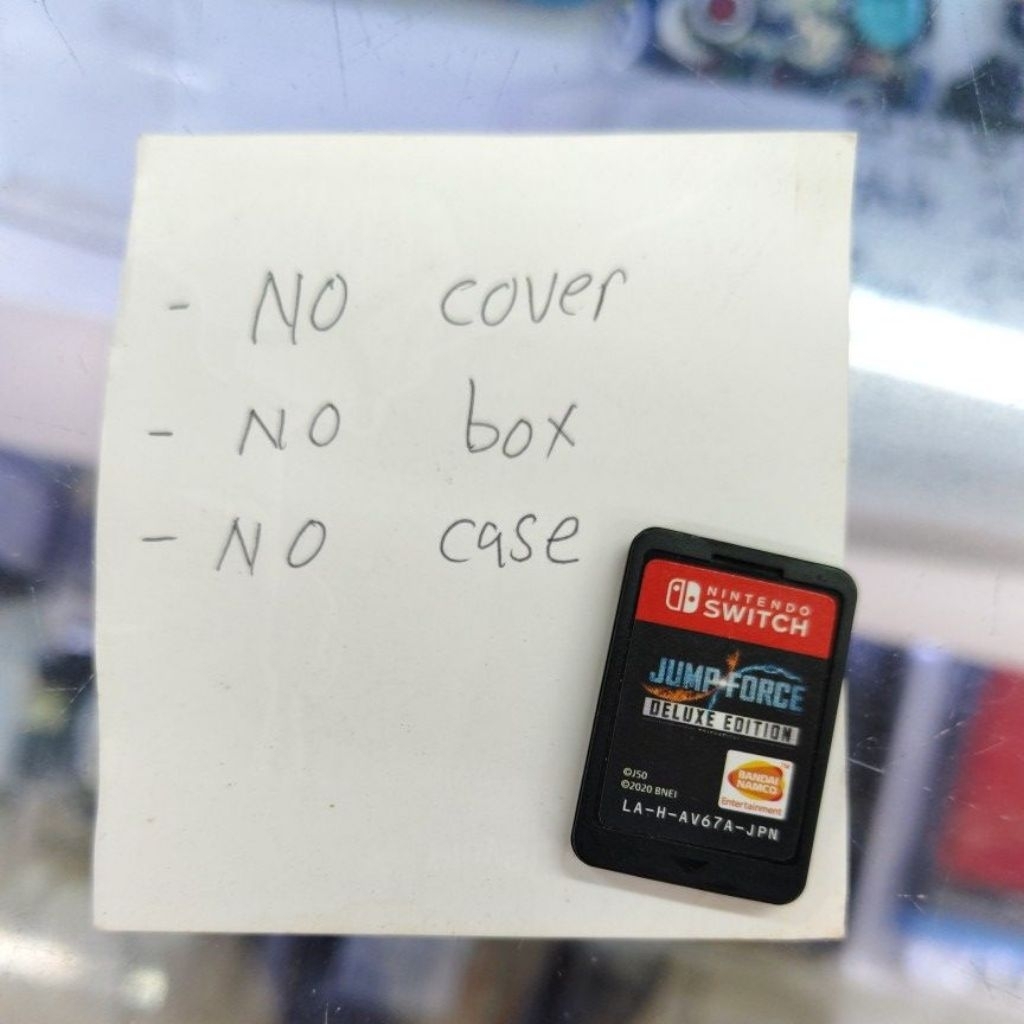 - NO cover
- NO box
- NO case
NINTENDO
SWITCH
JUMP FORCE
DELUXE EDITION
BANDAI
NAMCO
Entertainment
©J50
©2020 BNEI
LA-H-AV67A-JPN